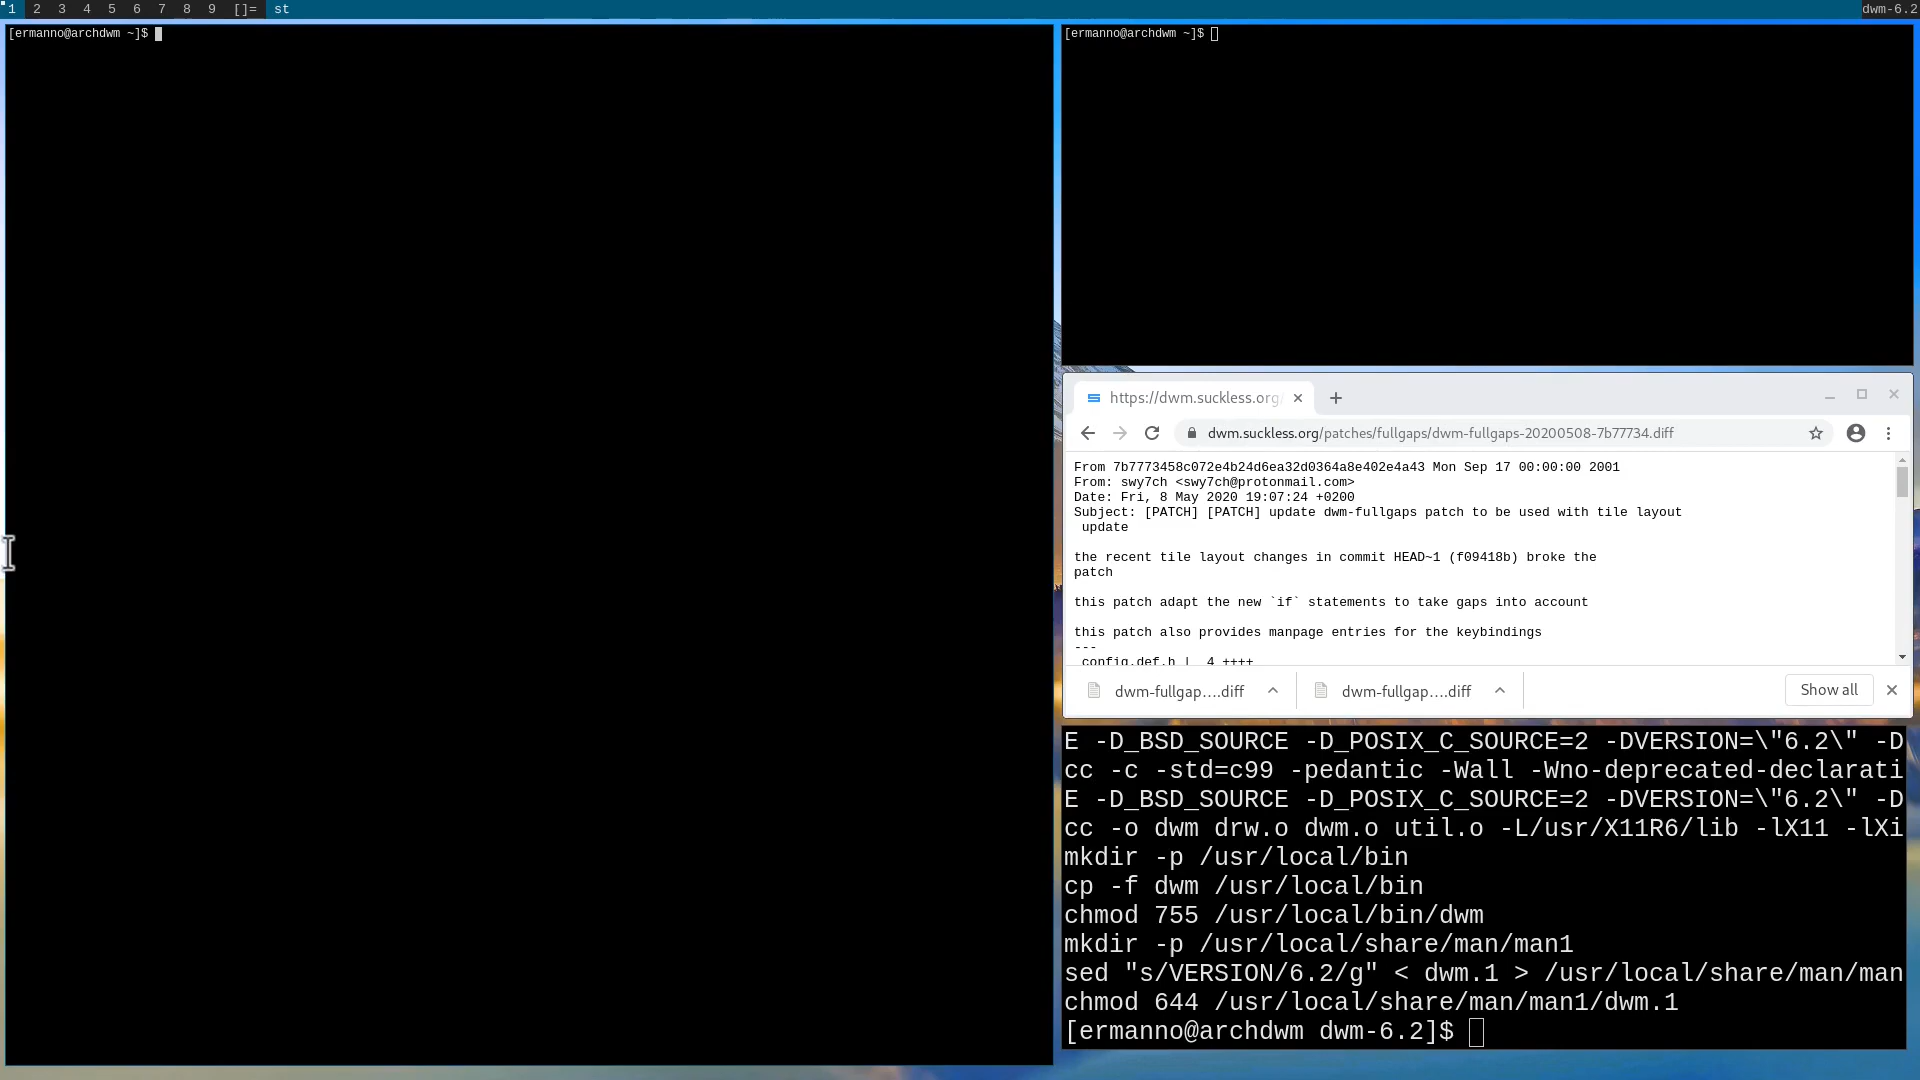 1 2 3 4 5 6 7 8 9 []= st dwm-6.2
[ermanno@archdwm ~]$
[ermanno@archdwm ~]$
https://dwm.suckless.org/
dwm.suckless.org/patches/fullgaps/dwm-fullgaps-20200508-7b77734.diff
From 7b7773458c072e4b24d6ea32d0364a8e402e4a43 Mon Sep 17 00:00:00 2001
From: swy7ch <swy7ch@protonmail.com>
Date: Fri, 8 May 2020 19:07:24 +0200
Subject: [PATCH] [PATCH] update dwm-fullgaps patch to be used with tile layout
update
the recent tile layout changes in commit HEAD~1 (f09418b) broke the
patch
this patch adapt the new `if` statements to take gaps into account
this patch also provides manpage entries for the keybindings
---
config.def.h | 4 ++++
dwm-fullgap….diff dwm-fullgap….diff Show all
E -D_BSD_SOURCE -D_POSIX_C_SOURCE=2 -DVERSION=\"6.2\" -D
cc -c -std=c99 -pedantic -Wall -Wno-deprecated-declarati
E -D_BSD_SOURCE -D_POSIX_C_SOURCE=2 -DVERSION=\"6.2\" -D
cc -o dwm drw.o dwm.o util.o -L/usr/X11R6/lib -lX11 -lXi
mkdir -p /usr/local/bin
cp -f dwm /usr/local/bin
chmod 755 /usr/local/bin/dwm
mkdir -p /usr/local/share/man/man1
sed "s/VERSION/6.2/g" < dwm.1 > /usr/local/share/man/man
chmod 644 /usr/local/share/man/man1/dwm.1
[ermanno@archdwm dwm-6.2]$